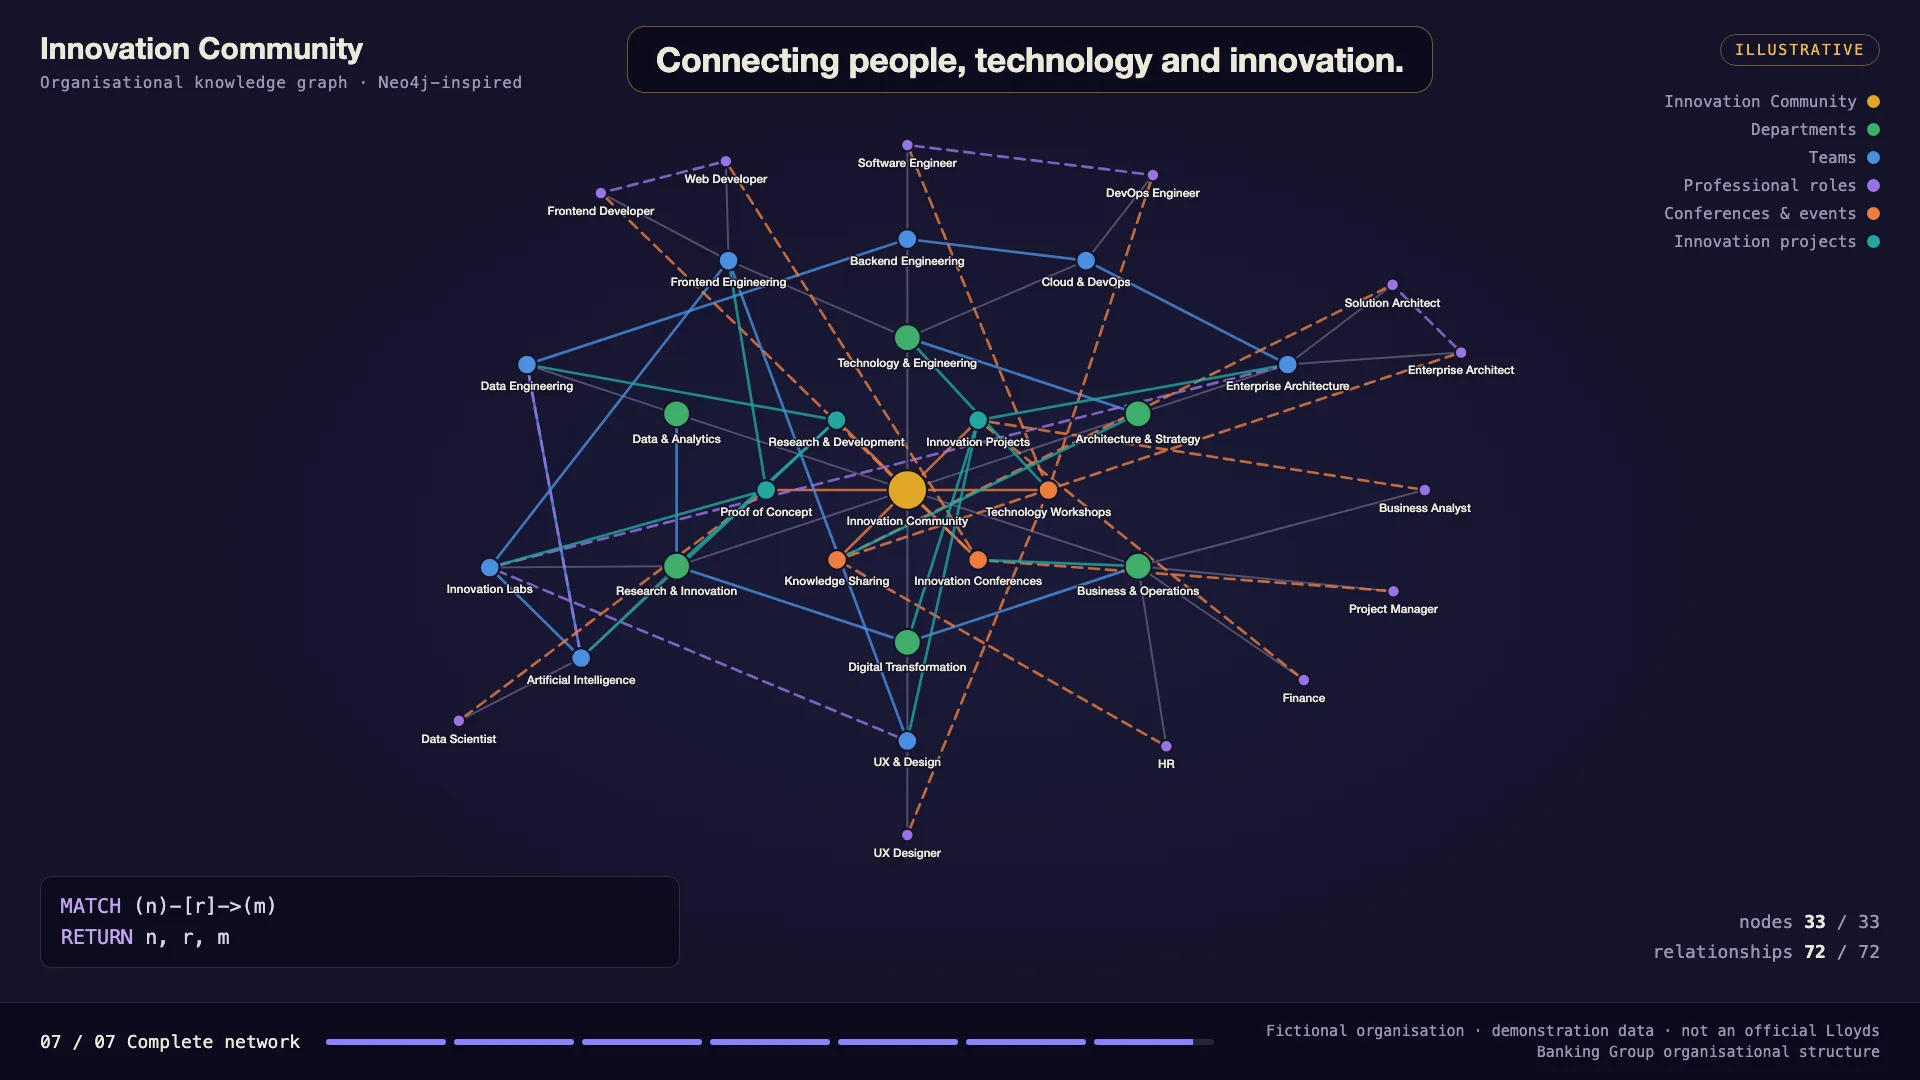 Innovation Community
Organisational knowledge graph · Neo4j-inspired
Connecting people, technology and innovation.
ILLUSTRATIVE
Innovation Community
Departments
Teams
Professional roles
Conferences & events
Innovation projects
Software Engineer
Web Developer
DevOps Engineer
Frontend Developer
Backend Engineering
Frontend Engineering
Cloud & DevOps
Solution Architect
Technology & Engineering
Enterprise Architect
Data Engineering
Enterprise Architecture
Data & Analytics
Research & Development
Innovation Projects
Architecture & Strategy
Proof of Concept
Innovation Community
Technology Workshops
Business Analyst
Innovation Labs
Research & Innovation
Knowledge Sharing
Innovation Conferences
Business & Operations
Project Manager
Digital Transformation
Artificial Intelligence
Finance
Data Scientist
UX & Design
HR
UX Designer
MATCH (n)-[r]->(m)
RETURN n, r, m
nodes 33 / 33
relationships 72 / 72
07 / 07 Complete network
Fictional organisation · demonstration data · not an official Lloyds
Banking Group organisational structure